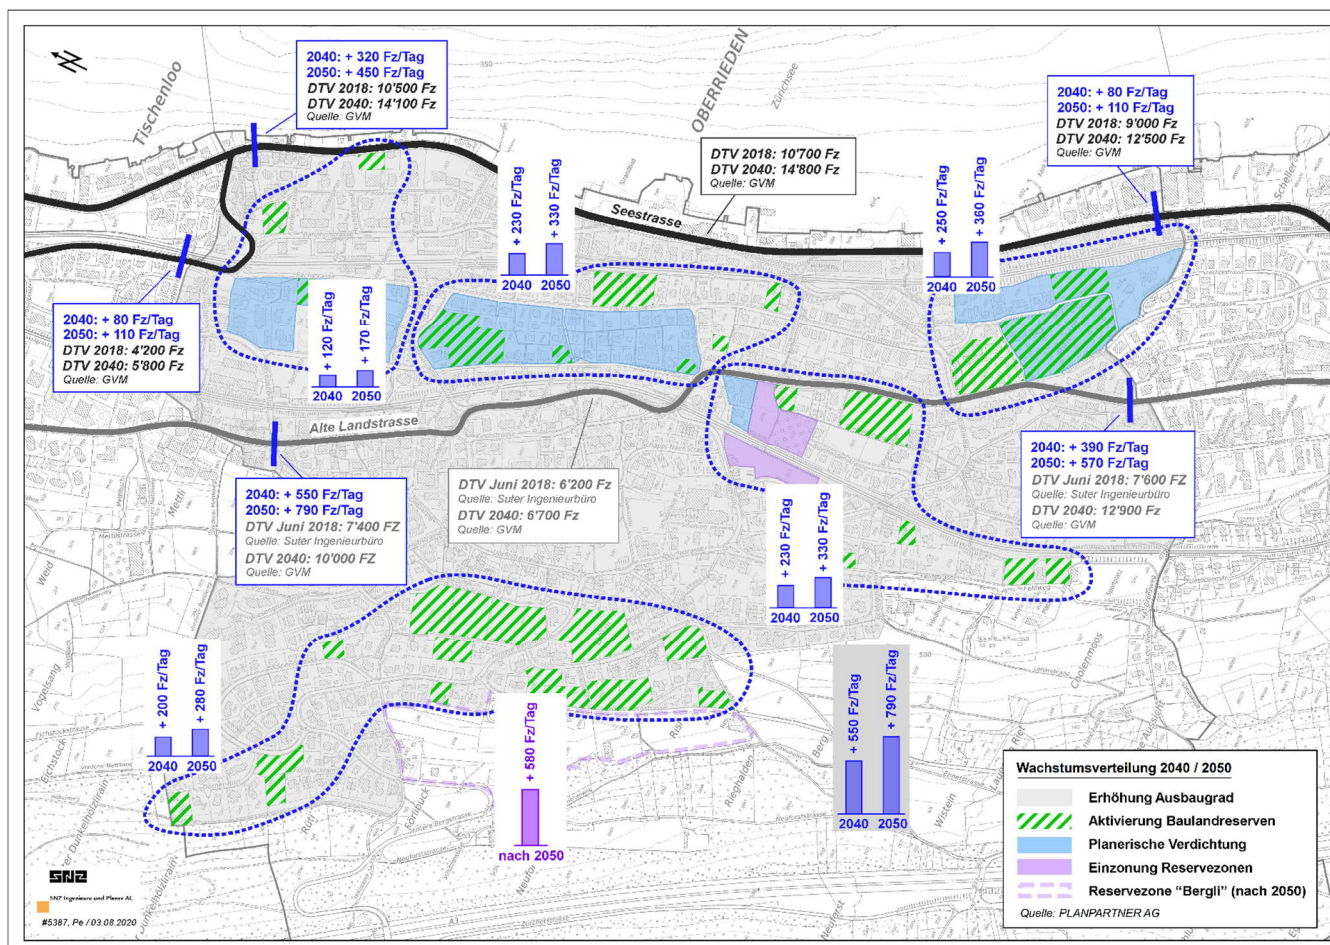 2040: + 320 Fz/Tag
2050: + 450 Fz/Tag
DTV 2018: 10'500 Fz
DTV 2040: 14'100 Fz
Quelle: GVM
Tischenloo
OBERRIEDEN
Zürichsee
2040: + 80 Fz/Tag
2050: + 110 Fz/Tag
DTV 2018: 9'000 Fz
DTV 2040: 12'500 Fz
Quelle: GVM
DTV 2018: 10'700 Fz
DTV 2040: 14'800 Fz
Quelle: GVM
Seestrasse
+ 230 Fz/Tag
+ 330 Fz/Tag
2040 2050
+ 250 Fz/Tag
+ 360 Fz/Tag
2040 2050
2040: + 80 Fz/Tag
2050: + 110 Fz/Tag
DTV 2018: 4'200 Fz
DTV 2040: 5'800 Fz
Quelle: GVM
+ 120 Fz/Tag
+ 170 Fz/Tag
2040 2050
Alte Landstrasse
2040: + 550 Fz/Tag
2050: + 790 Fz/Tag
DTV Juni 2018: 7'400 FZ
Quelle: Suter Ingenieurbüro
DTV 2040: 10'000 FZ
Quelle: GVM
DTV Juni 2018: 6'200 Fz
Quelle: Suter Ingenieurbüro
DTV 2040: 6'700 Fz
Quelle: GVM
2040: + 390 Fz/Tag
2050: + 570 Fz/Tag
DTV Juni 2018: 7'600 FZ
Quelle: Suter Ingenieurbüro
DTV 2040: 12'900 Fz
Quelle: GVM
+ 230 Fz/Tag
+ 330 Fz/Tag
2040 2050
Mettli
Weid
Vogelsang
Eichstock
Cholenmoos
+ 200 Fz/Tag
+ 280 Fz/Tag
2040 2050
+ 580 Fz/Tag
nach 2050
+ 550 Fz/Tag
+ 790 Fz/Tag
2040 2050
Rüti
Rieghalden
Wistein
Neuforst
Wachstumsverteilung 2040 / 2050
Erhöhung Ausbaugrad
Aktivierung Baulandreserven
Planerische Verdichtung
Einzonung Reservezonen
Reservezone "Bergli" (nach 2050)
Quelle: PLANPARTNER AG
SNZ
SNZ Ingenieure und Planer AG
#5387, Pe / 03.08.2020